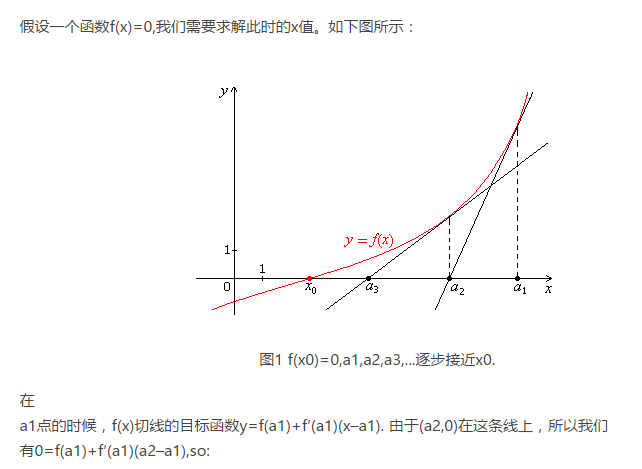 假设一个函数f(x)=0,我们需要求解此时的x值。如下图所示：
y
y = f(x)
1
1
0
x₀
a₃
a₂
a₁
x
图1 f(x0)=0,a1,a2,a3,...逐步接近x0.
在
a1点的时候，f(x)切线的目标函数y=f(a1)+f′(a1)(x–a1). 由于(a2,0)在这条线上，所以我们
有0=f(a1)+f′(a1)(a2–a1),so: